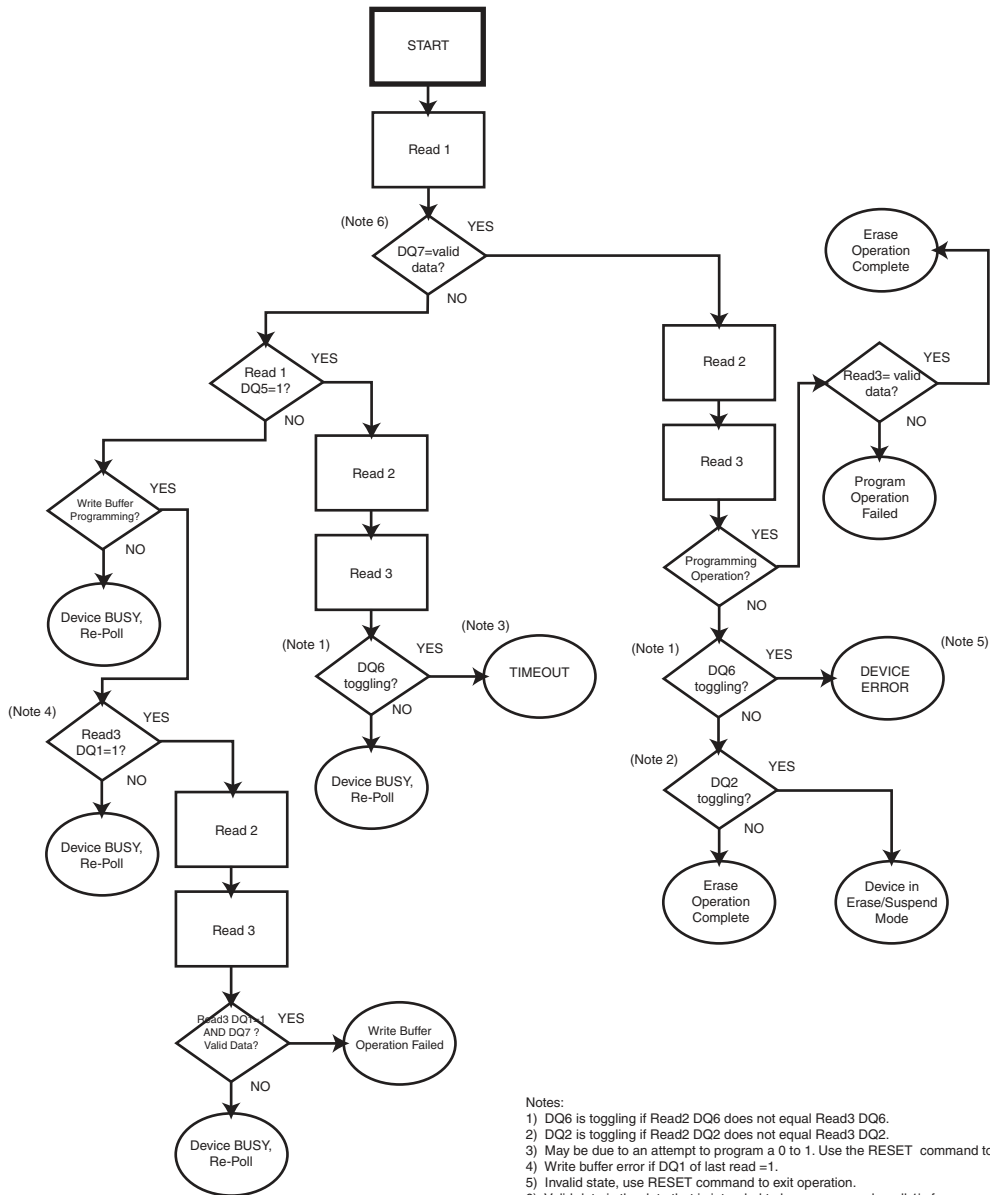 START
Read 1
(Note 6)
YES
DQ7=valid
data?
NO
Erase
Operation
Complete
Read 1
DQ5=1?
YES
NO
Read 2
Read3= valid
data?
YES
NO
Read 2
Read 3
Program
Operation
Failed
Write Buffer
Programming?
YES
NO
Read 3
Programming
Operation?
YES
NO
Device BUSY,
Re-Poll
(Note 1)
DQ6
toggling?
YES
NO
(Note 3)
TIMEOUT
(Note 1)
DQ6
toggling?
YES
NO
DEVICE
ERROR
(Note 5)
(Note 4)
Read3
DQ1=1?
YES
NO
Device BUSY,
Re-Poll
(Note 2)
DQ2
toggling?
YES
NO
Device BUSY,
Re-Poll
Read 2
Erase
Operation
Complete
Device in
Erase/Suspend
Mode
Read 3
Read3 DQ1=1
AND DQ7 ?
Valid Data?
YES
NO
Write Buffer
Operation Failed
Device BUSY,
Re-Poll
Notes:
1) DQ6 is toggling if Read2 DQ6 does not equal Read3 DQ6.
2) DQ2 is toggling if Read2 DQ2 does not equal Read3 DQ2.
3) May be due to an attempt to program a 0 to 1. Use the RESET command to
4) Write buffer error if DQ1 of last read =1.
5) Invalid state, use RESET command to exit operation.